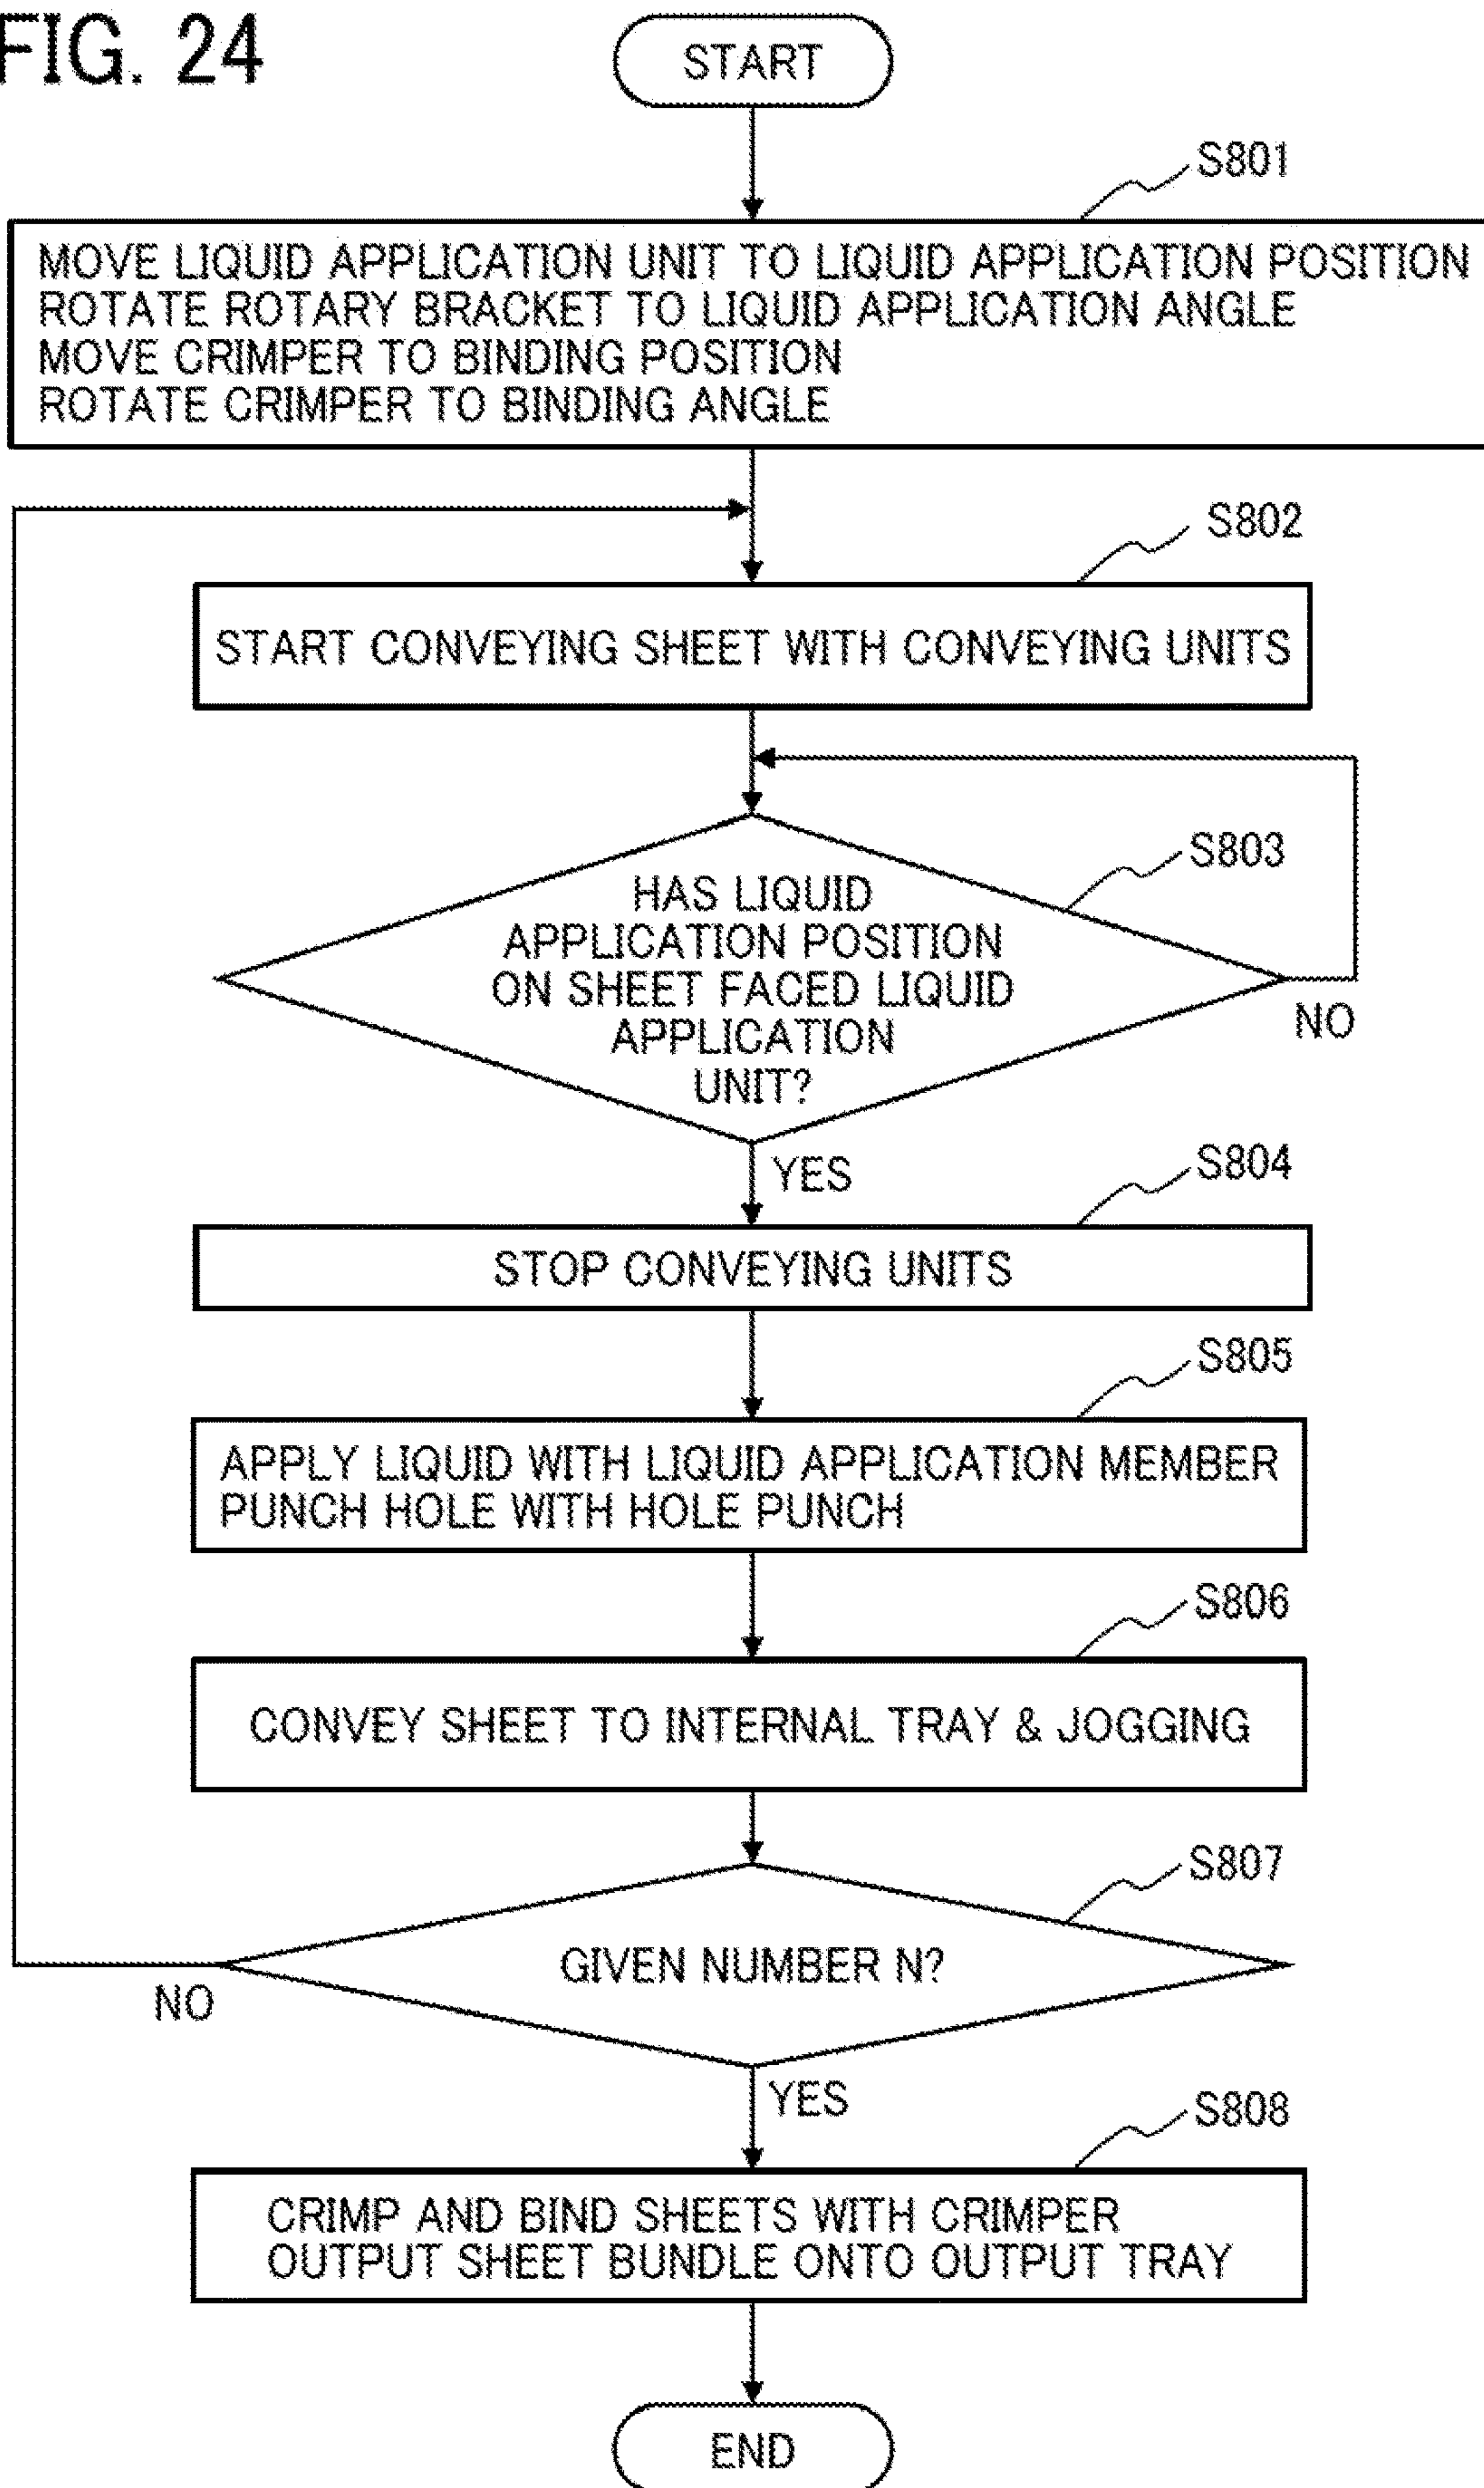 FIG. 24
START
S801
MOVE LIQUID APPLICATION UNIT TO LIQUID APPLICATION POSITION
ROTATE ROTARY BRACKET TO LIQUID APPLICATION ANGLE
MOVE CRIMPER TO BINDING POSITION
ROTATE CRIMPER TO BINDING ANGLE
S802
START CONVEYING SHEET WITH CONVEYING UNITS
S803
HAS LIQUID
APPLICATION POSITION
ON SHEET FACED LIQUID
APPLICATION
UNIT?
NO
YES
S804
STOP CONVEYING UNITS
S805
APPLY LIQUID WITH LIQUID APPLICATION MEMBER
PUNCH HOLE WITH HOLE PUNCH
S806
CONVEY SHEET TO INTERNAL TRAY & JOGGING
S807
GIVEN NUMBER N?
NO
YES
S808
CRIMP AND BIND SHEETS WITH CRIMPER
OUTPUT SHEET BUNDLE ONTO OUTPUT TRAY
END